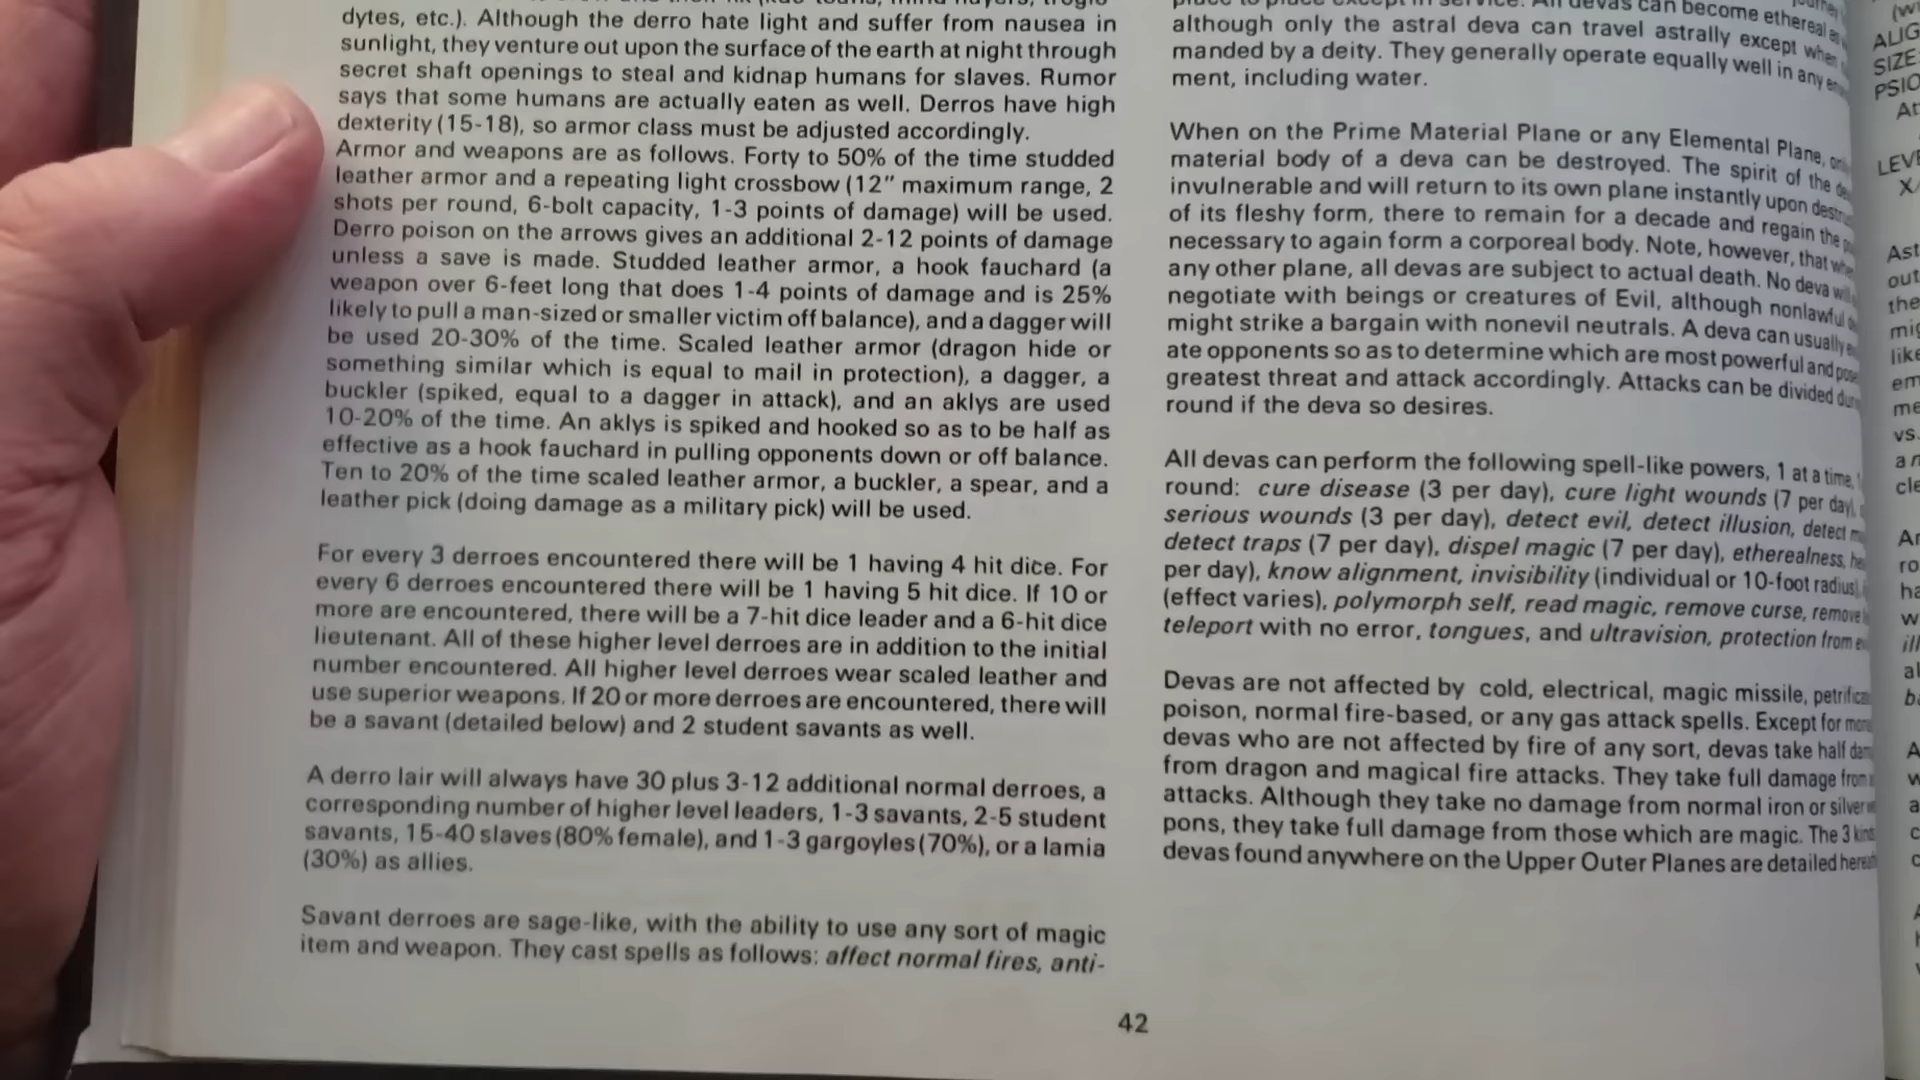 dytes, etc.). Although the derro hate light and suffer from nausea in
sunlight, they venture out upon the surface of the earth at night through
secret shaft openings to steal and kidnap humans for slaves. Rumor
says that some humans are actually eaten as well. Derros have high
dexterity (15-18), so armor class must be adjusted accordingly.
Armor and weapons are as follows. Forty to 50% of the time studded
leather armor and a repeating light crossbow (12" maximum range, 2
shots per round, 6-bolt capacity, 1-3 points of damage) will be used.
Derro poison on the arrows gives an additional 2-12 points of damage
unless a save is made. Studded leather armor, a hook fauchard (a
weapon over 6-feet long that does 1-4 points of damage and is 25%
likely to pull a man-sized or smaller victim off balance), and a dagger will
be used 20-30% of the time. Scaled leather armor (dragon hide or
something similar which is equal to mail in protection), a dagger, a
buckler (spiked, equal to a dagger in attack), and an aklys are used
10-20% of the time. An aklys is spiked and hooked so as to be half as
effective as a hook fauchard in pulling opponents down or off balance.
Ten to 20% of the time scaled leather armor, a buckler, a spear, and a
leather pick (doing damage as a military pick) will be used.
For every 3 derroes encountered there will be 1 having 4 hit dice. For
every 6 derroes encountered there will be 1 having 5 hit dice. If 10 or
more are encountered, there will be a 7-hit dice leader and a 6-hit dice
lieutenant. All of these higher level derroes are in addition to the initial
number encountered. All higher level derroes wear scaled leather and
use superior weapons. If 20 or more derroes are encountered, there will
be a savant (detailed below) and 2 student savants as well.
A derro lair will always have 30 plus 3-12 additional normal derroes, a
corresponding number of higher level leaders, 1-3 savants, 2-5 student
savants, 15-40 slaves (80% female), and 1-3 gargoyles (70%), or a lamia
(30%) as allies.
Savant derroes are sage-like, with the ability to use any sort of magic
item and weapon. They cast spells as follows: affect normal fires, anti-
devas can become ethereal
although only the astral deva can travel astrally except when
manded by a deity. They generally operate equally well in any
ment, including water.
When on the Prime Material Plane or any Elemental Plane,
material body of a deva can be destroyed. The spirit of the
invulnerable and will return to its own plane instantly upon
of its fleshy form, there to remain for a decade and regain the
necessary to again form a corporeal body. Note, however, that
any other plane, all devas are subject to actual death. No deva
negotiate with beings or creatures of Evil, although nonlawful
might strike a bargain with nonevil neutrals. A deva can usually
ate opponents so as to determine which are most powerful and
greatest threat and attack accordingly. Attacks can be divided
round if the deva so desires.
All devas can perform the following spell-like powers, 1 at a time,
round: cure disease (3 per day), cure light wounds (7 per day),
serious wounds (3 per day), detect evil, detect illusion, detect
detect traps (7 per day), dispel magic (7 per day), etherealness,
per day), know alignment, invisibility (individual or 10-foot radius),
(effect varies), polymorph self, read magic, remove curse, remove
teleport with no error, tongues, and ultravision, protection from
Devas are not affected by cold, electrical, magic missile,
poison, normal fire-based, or any gas attack spells. Except for
devas who are not affected by fire of any sort, devas take half
from dragon and magical fire attacks. They take full damage from
attacks. Although they take no damage from normal iron or silver
pons, they take full damage from those which are magic. The 3
devas found anywhere on the Upper Outer Planes are detailed
42